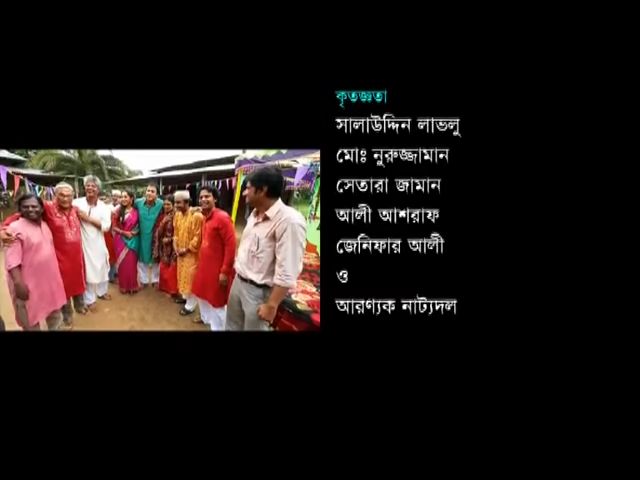 কৃতজ্ঞতা
সালাউদ্দিন লাভলু
মোঃ নুরুজ্জামান
সেতারা জামান
আলী আশরাফ
জেনিফার আলী
ও
আরণ্যক নাট্যদল